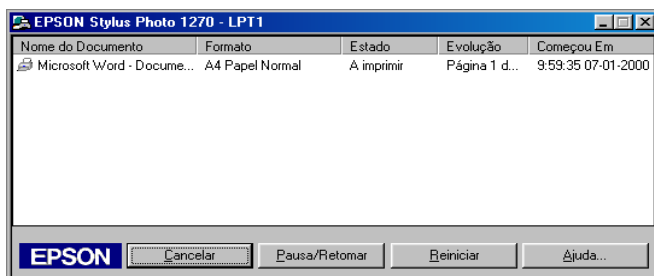 EPSON Stylus Photo 1270 - LPT1
Nome do Documento Formato Estado Evolução Começou Em
Microsoft Word - Docume... A4 Papel Normal A imprimir Página 1 d... 9:59:35 07-01-2000
EPSON Cancelar Pausa/Retomar Reiniciar Ajuda...